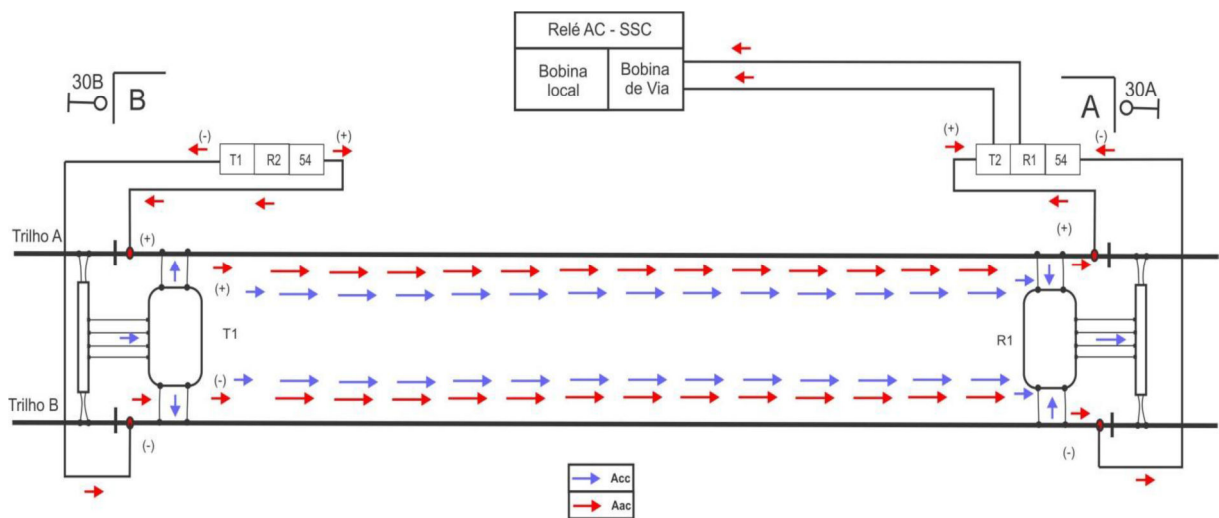 Relé AC - SSC
Bobina
local
Bobina
de Via
30B
B
A
30A
(-)
(+)
T1 R2 54
(+)
(-)
T2 R1 54
Trilho A
(+)
(+)
(+)
T1
R1
(-)
Trilho B
(-)
(-)
Acc
Aac